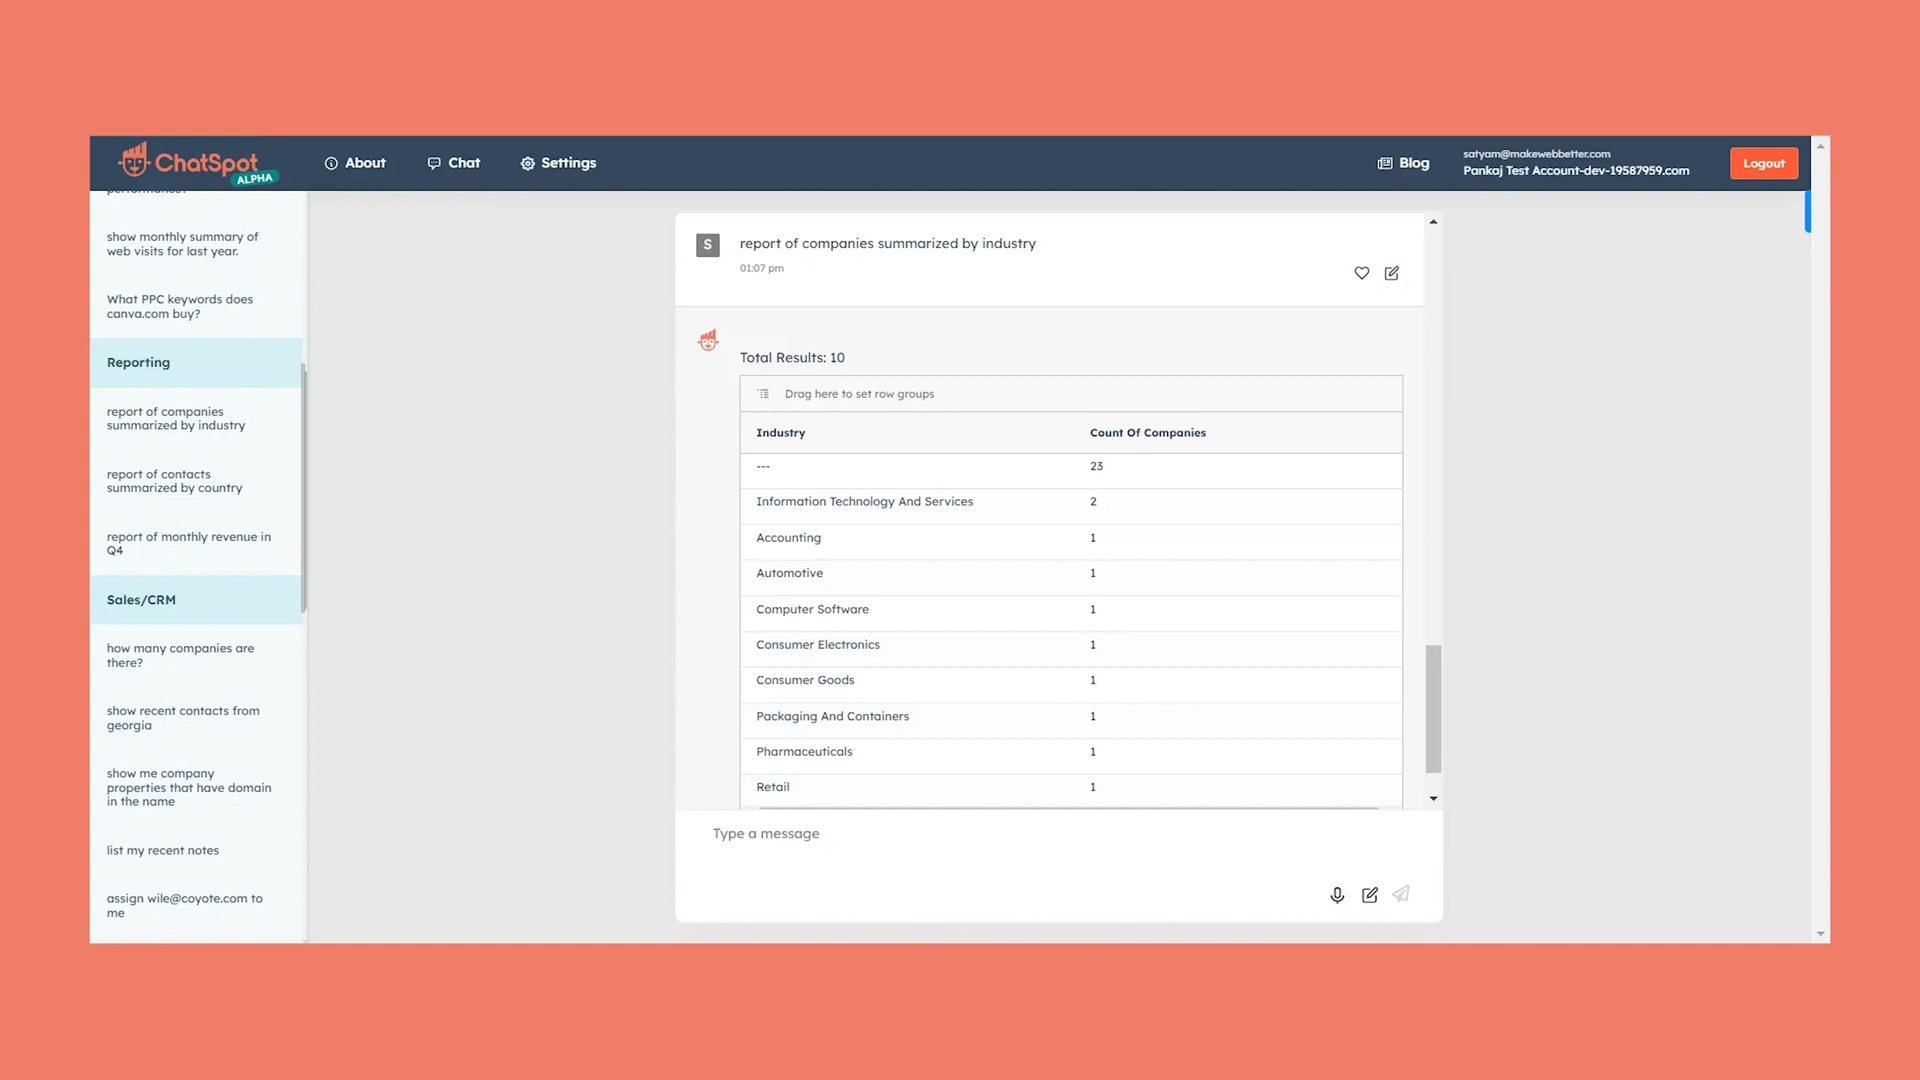 ChatSpot
ALPHA
About
Chat
Settings
Blog
satyam@makewebbetter.com
Pankaj Test Account-dev-19587959.com
Logout
performance?
show monthly summary of
web visits for last year.
What PPC keywords does
canva.com buy?
Reporting
report of companies
summarized by industry
report of contacts
summarized by country
report of monthly revenue in
Q4
Sales/CRM
how many companies are
there?
show recent contacts from
georgia
show me company
properties that have domain
in the name
list my recent notes
assign wile@coyote.com to
me
S
report of companies summarized by industry
01:07 pm
Total Results: 10
Drag here to set row groups
Industry Count Of Companies
--- 23
Information Technology And Services 2
Accounting 1
Automotive 1
Computer Software 1
Consumer Electronics 1
Consumer Goods 1
Packaging And Containers 1
Pharmaceuticals 1
Retail 1
Type a message